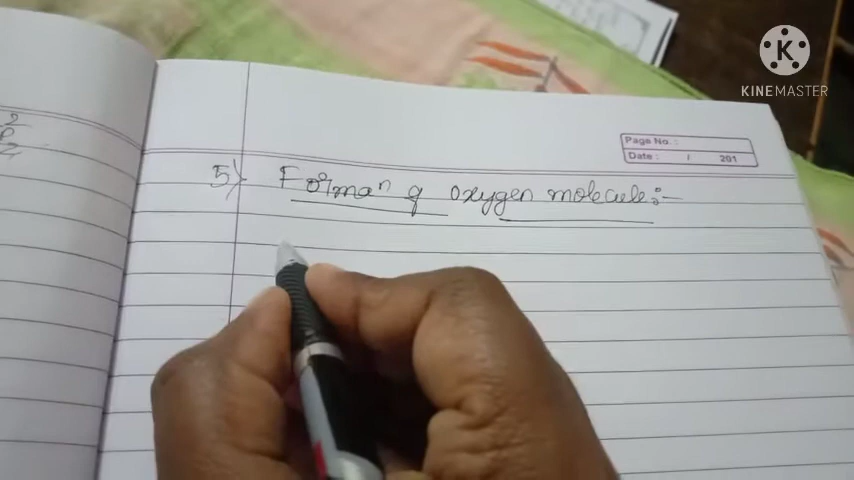 KINEMASTER
Page No. :
Date : / 201
5) Formaⁿ of oxygen molecule:-